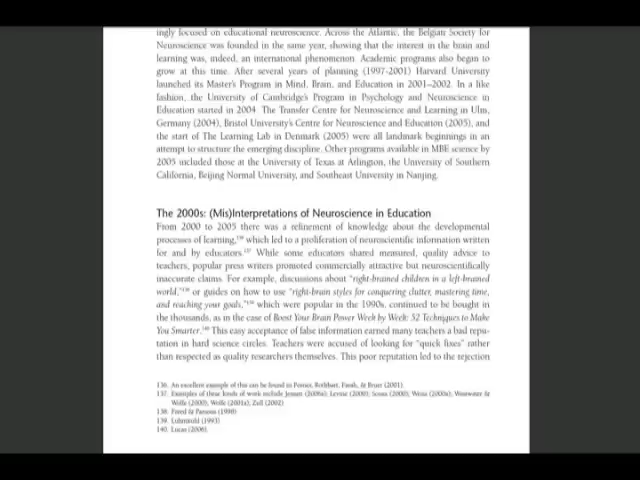 ingly focused on educational neuroscience. Across the Atlantic, the Belgian Society for
Neuroscience was founded in the same year, showing that the interest in the brain and
learning was, indeed, an international phenomenon. Academic programs also began to
grow at this time. After several years of planning (1997-2001) Harvard University
launched its Master's Program in Mind, Brain, and Education in 2001–2002. In a like
fashion, the University of Cambridge's Program in Psychology and Neuroscience in
Education started in 2004. The Transfer Centre for Neuroscience and Learning in Ulm,
Germany (2004), Bristol University's Centre for Neuroscience and Education (2005), and
the start of The Learning Lab in Denmark (2005) were all landmark beginnings in an
attempt to structure the emerging discipline. Other programs available in MBE science by
2005 included those at the University of Texas at Arlington, the University of Southern
California, Beijing Normal University, and Southeast University in Nanjing.
The 2000s: (Mis)Interpretations of Neuroscience in Education
From 2000 to 2005 there was a refinement of knowledge about the developmental
processes of learning,136 which led to a proliferation of neuroscientific information written
for and by educators.137 While some educators shared measured, quality advice to
teachers, popular press writers promoted commercially attractive but neuroscientifically
inaccurate claims. For example, discussions about "right-brained children in a left-brained
world,"138 or guides on how to use "right-brain styles for conquering clutter, mastering time,
and reaching your goals,"139 which were popular in the 1990s, continued to be bought in
the thousands, as in the case of Boost Your Brain Power Week by Week: 52 Techniques to Make
You Smarter.140 This easy acceptance of false information earned many teachers a bad repu-
tation in hard science circles. Teachers were accused of looking for "quick fixes" rather
than respected as quality researchers themselves. This poor reputation led to the rejection
136. An excellent example of this can be found in Posner, Rothbart, Farah, & Bruer (2001).
137. Examples of these kinds of work include Jensen (2006a); Levine (2000); Sousa (2000); Westwater &
Wolfe (2000); Wolfe (2001a); Zull (2002)
138. Freed & Parsons (1998)
139. (1993)
140. Lucas (2006).